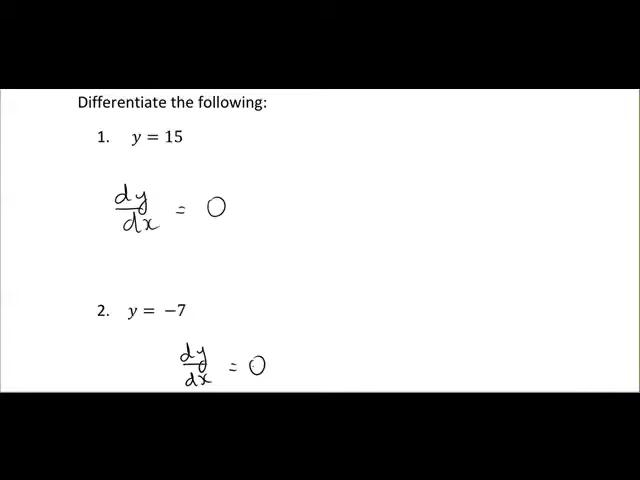 Differentiate the following:
1. y = 15
dy/dx = 0
2. y = −7
dy/dx = 0